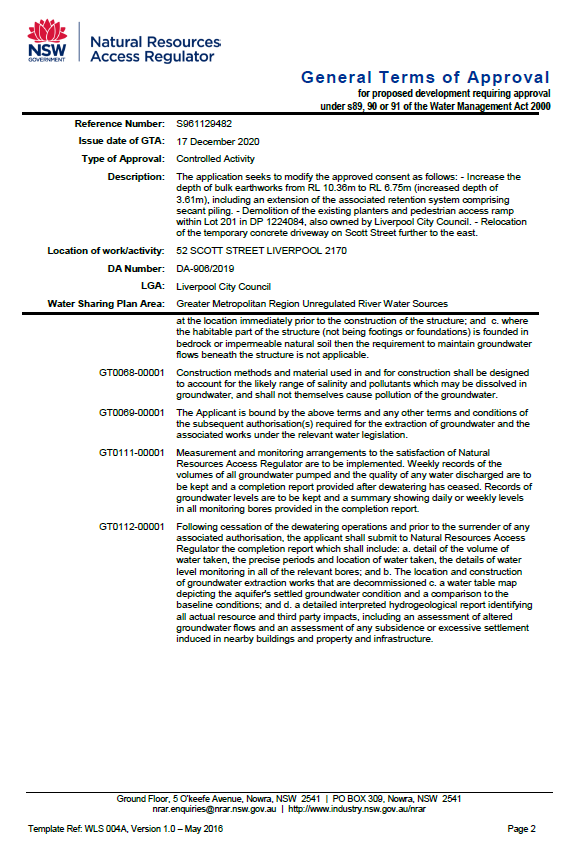 NSW
GOVERNMENT
Natural Resources
Access Regulator
General Terms of Approval
for proposed development requiring approval
under s89, 90 or 91 of the Water Management Act 2000
Reference Number: S961129482
Issue date of GTA: 17 December 2020
Type of Approval: Controlled Activity
Description: The application seeks to modify the approved consent as follows: - Increase the
depth of bulk earthworks from RL 10.36m to RL 6.75m (increased depth of
3.61m), including an extension of the associated retention system comprising
secant piling. - Demolition of the existing planters and pedestrian access ramp
within Lot 201 in DP 1224084, also owned by Liverpool City Council. - Relocation
of the temporary concrete driveway on Scott Street further to the east.
Location of work/activity: 52 SCOTT STREET LIVERPOOL 2170
DA Number: DA-906/2019
LGA: Liverpool City Council
Water Sharing Plan Area: Greater Metropolitan Region Unregulated River Water Sources
at the location immediately prior to the construction of the structure; and c. where
the habitable part of the structure (not being footings or foundations) is founded in
bedrock or impermeable natural soil then the requirement to maintain groundwater
flows beneath the structure is not applicable.
GT0068-00001 Construction methods and material used in and for construction shall be designed
to account for the likely range of salinity and pollutants which may be dissolved in
groundwater, and shall not themselves cause pollution of the groundwater.
GT0069-00001 The Applicant is bound by the above terms and any other terms and conditions of
the subsequent authorisation(s) required for the extraction of groundwater and the
associated works under the relevant water legislation.
GT0111-00001 Measurement and monitoring arrangements to the satisfaction of Natural
Resources Access Regulator are to be implemented. Weekly records of the
volumes of all groundwater pumped and the quality of any water discharged are to
be kept and a completion report provided after dewatering has ceased. Records of
groundwater levels are to be kept and a summary showing daily or weekly levels
in all monitoring bores provided in the completion report.
GT0112-00001 Following cessation of the dewatering operations and prior to the surrender of any
associated authorisation, the applicant shall submit to Natural Resources Access
Regulator the completion report which shall include: a. detail of the volume of
water taken, the precise periods and location of water taken, the details of water
level monitoring in all of the relevant bores; and b. The location and construction
of groundwater extraction works that are decommissioned c. a water table map
depicting the aquifer's settled groundwater condition and a comparison to the
baseline conditions; and d. a detailed interpreted hydrogeological report identifying
all actual resource and third party impacts, including an assessment of altered
groundwater flows and an assessment of any subsidence or excessive settlement
induced in nearby buildings and property and infrastructure.
Ground Floor, 5 O'keefe Avenue, Nowra, NSW 2541 | PO BOX 309, Nowra, NSW 2541
nrar.enquiries@nrar.nsw.gov.au | http://www.industry.nsw.gov.au/nrar
Template Ref: WLS 004A, Version 1.0 – May 2016 Page 2